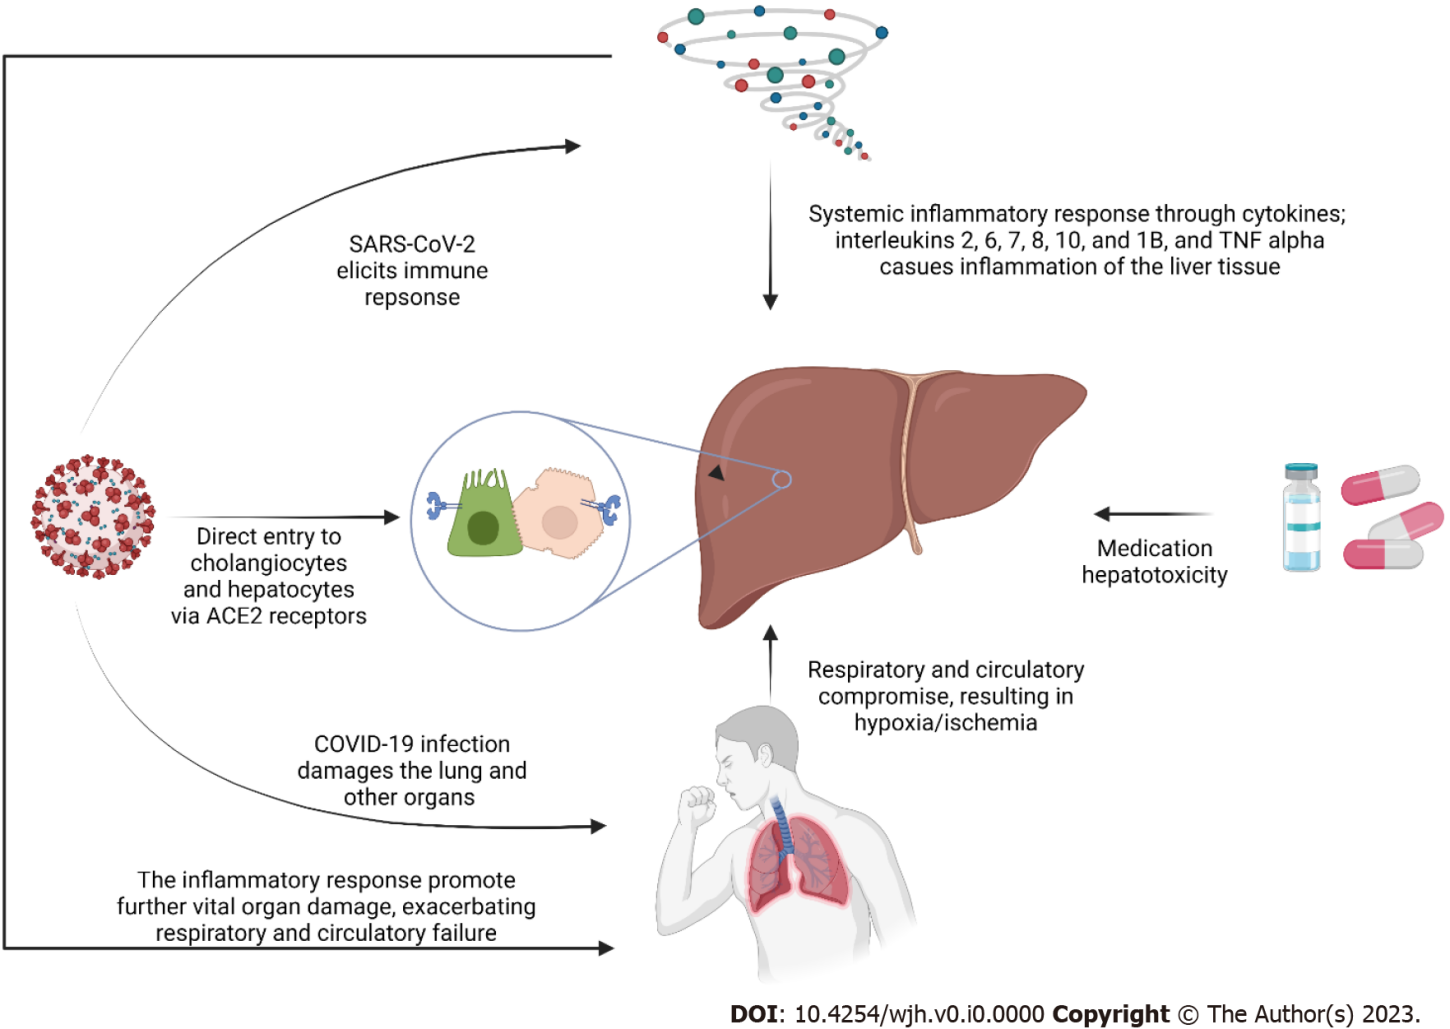 SARS-CoV-2
elicits immune
repsonse
Systemic inflammatory response through cytokines;
interleukins 2, 6, 7, 8, 10, and 1B, and TNF alpha
casues inflammation of the liver tissue
Direct entry to
cholangiocytes
and hepatocytes
via ACE2 receptors
Medication
hepatotoxicity
Respiratory and circulatory
compromise, resulting in
hypoxia/ischemia
COVID-19 infection
damages the lung and
other organs
The inflammatory response promote
further vital organ damage, exacerbating
respiratory and circulatory failure
DOI: 10.4254/wjh.v0.i0.0000 Copyright © The Author(s) 2023.